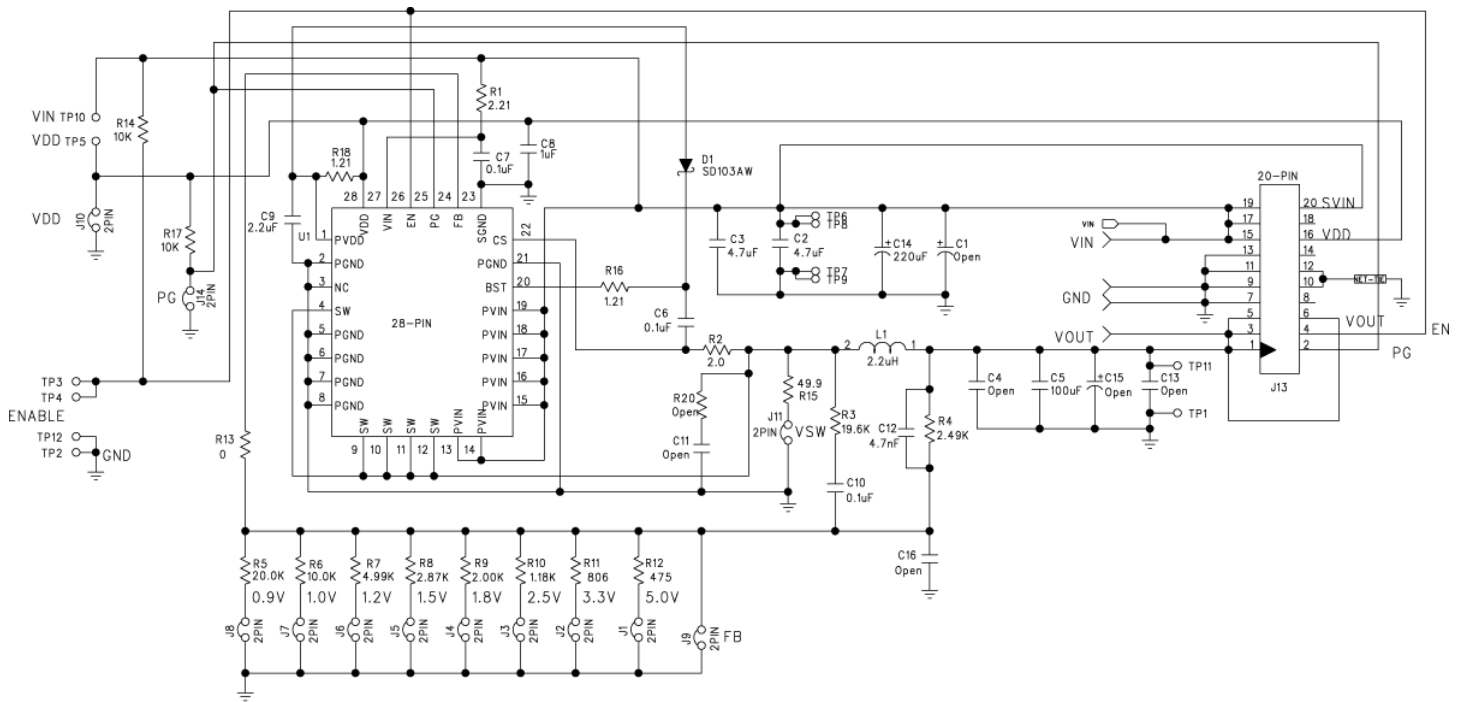 VIN TP10
VDD TP5
R14
10K
R18
1.21
R1
2.21
C7
0.1uF
C8
1uF
D1
SD103AW
20-PIN
VDD
J10
2PIN
R17
10K
PG
J14
2PIN
C9
2.2uF
U1
28 27 26 25 24 23
VDD VIN EN PG FB SGND
22
1 PVDD
2 PGND
3 NC
4 SW
5 PGND
6 PGND
7 PGND
8 PGND
28-PIN
CS
PGND 21
BST 20
PVIN 19
PVIN 18
PVIN 17
PVIN 16
PVIN 15
SW SW SW SW PVIN PVIN
9 10 11 12 13 14
R16
1.21
C6
0.1uF
C3
4.7uF
C2
4.7uF
TP6
TP8
TP7
TP9
C14
220uF
C1
Open
VIN
VIN
GND
VOUT
19
17
15
13
11
9
7
5
3
1
20 SVIN
18
16 VDD
14
12
10
8
6
4
2
NET-TIE
VOUT
EN
PG
J13
TP3
TP4
ENABLE
TP12
TP2
GND
R13
0
R2
2.0
2 L1 1
2.2uH
R20
Open
C11
Open
49.9
R15
J11
2PIN
VSW
R3
19.6K
C10
0.1uF
C12
4.7nF
R4
2.49K
C4
Open
C5
100uF
C15
Open
C13
Open
TP11
TP1
C16
Open
R5
20.0K
0.9V
J8
2PIN
R6
10.0K
1.0V
J7
2PIN
R7
4.99K
1.2V
J6
2PIN
R8
2.87K
1.5V
J5
2PIN
R9
2.00K
1.8V
J4
2PIN
R10
1.18K
2.5V
J3
2PIN
R11
806
3.3V
J2
2PIN
R12
475
5.0V
J1
2PIN
J9
2PIN
FB